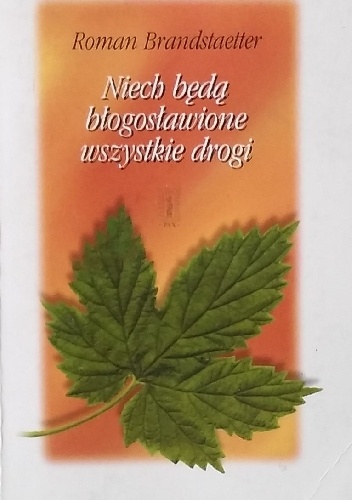 Roman Brandstaetter
Niech będą
błogosławione
wszystkie drogi